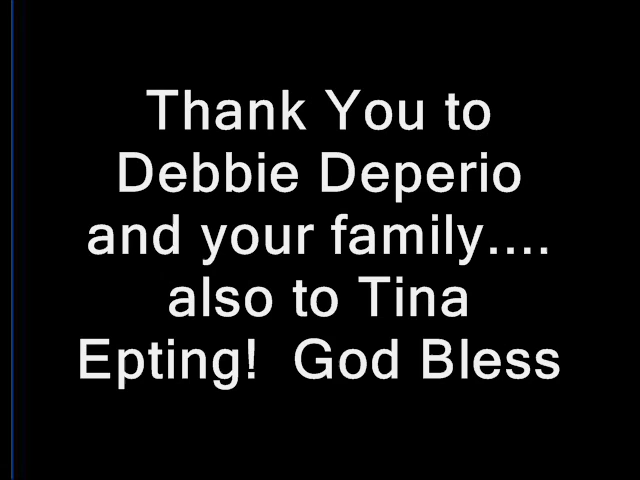 Thank You to
Debbie Deperio
and your family....
also to Tina
Epting!  God Bless